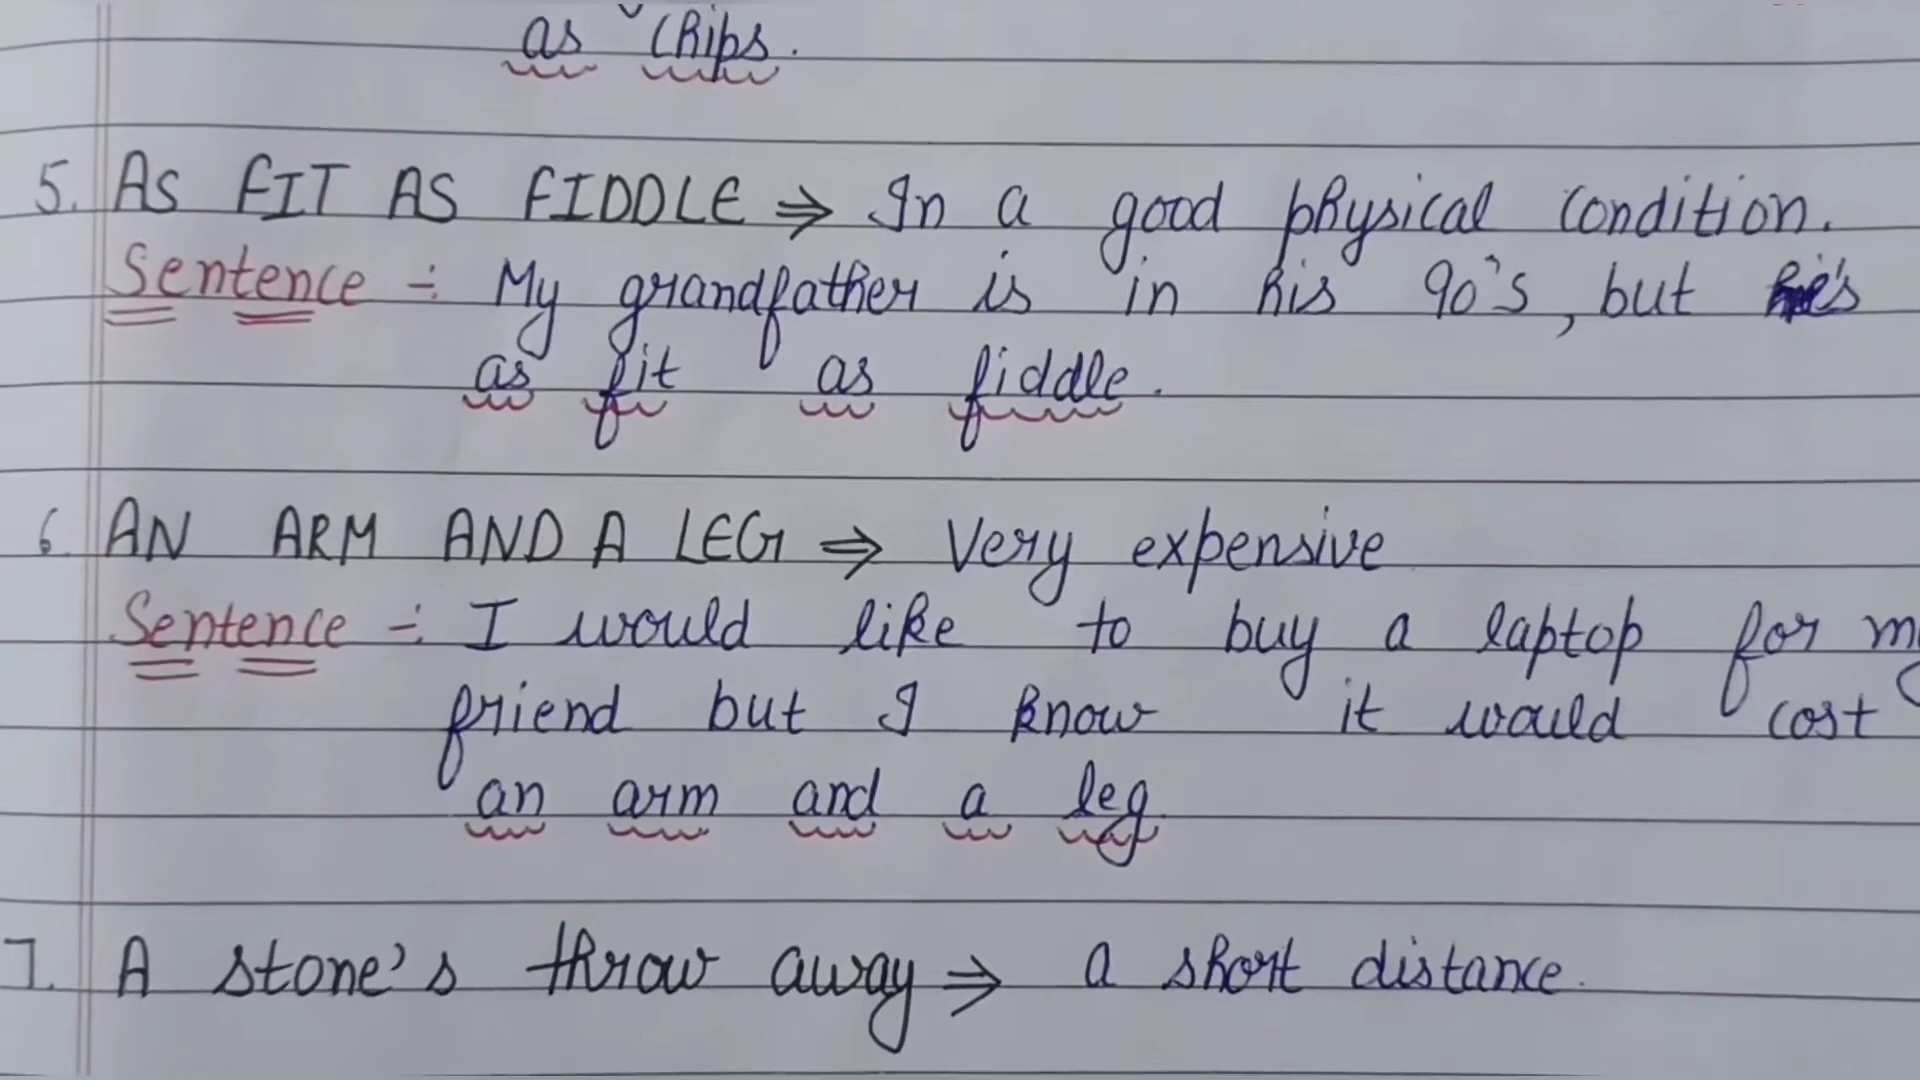 as chips.
5. AS FIT AS FIDDLE ⇒ In a good physical condition.
Sentence ÷ My grandfather is in his 90's, but he's
as fit as fiddle.
6. AN ARM AND A LEG ⇒ Very expensive
Sentence ÷ I would like to buy a laptop for my
friend but I know it would cost
an arm and a leg
7. A stone's throw away ⇒ a short distance.